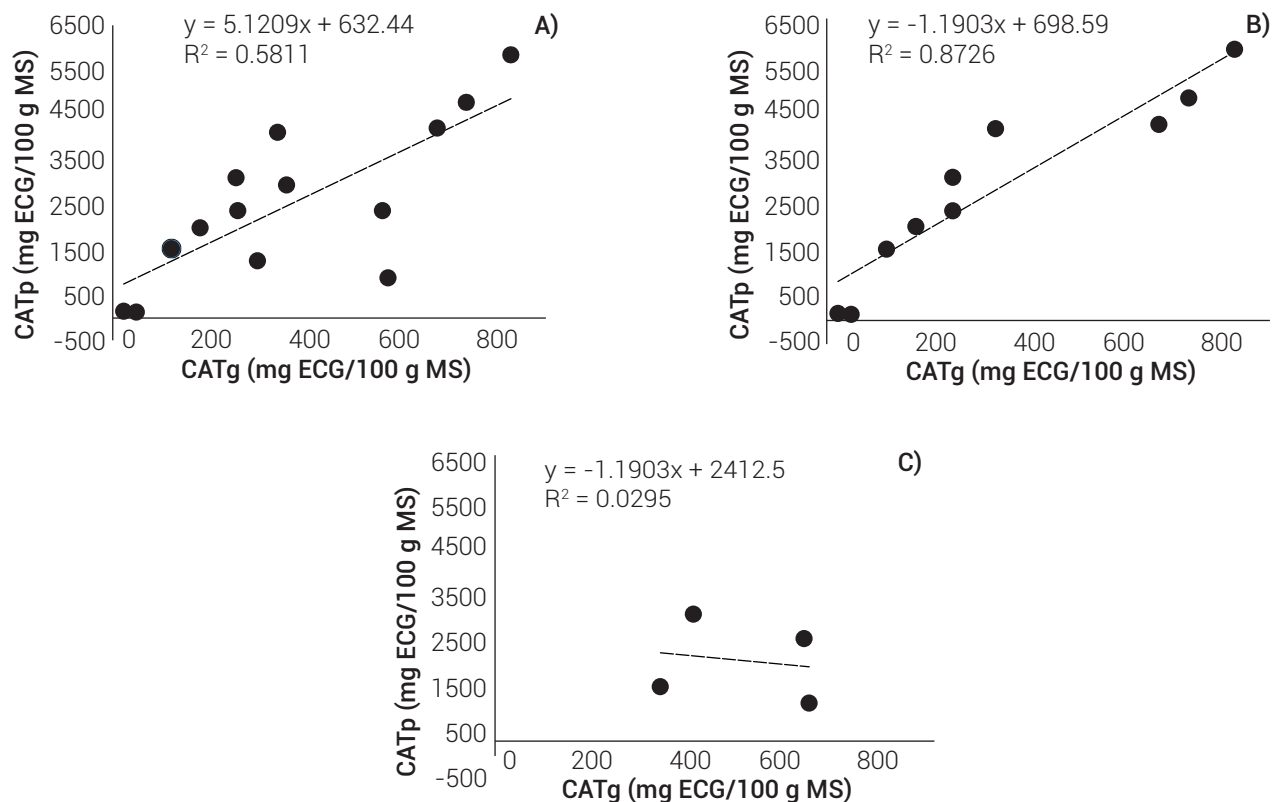 y = 5.1209x + 632.44
R² = 0.5811
A)
6500
5500
4500
3500
2500
1500
500
-500
CATp (mg ECG/100 g MS)
0 200 400 600 800
CATg (mg ECG/100 g MS)
y = -1.1903x + 698.59
R² = 0.8726
B)
6500
5500
4500
3500
2500
1500
500
-500
CATp (mg ECG/100 g MS)
0 200 400 600 800
CATg (mg ECG/100 g MS)
y = -1.1903x + 2412.5
R² = 0.0295
C)
6500
5500
4500
3500
2500
1500
500
-500
CATp (mg ECG/100 g MS)
0 200 400 600 800
CATg (mg ECG/100 g MS)